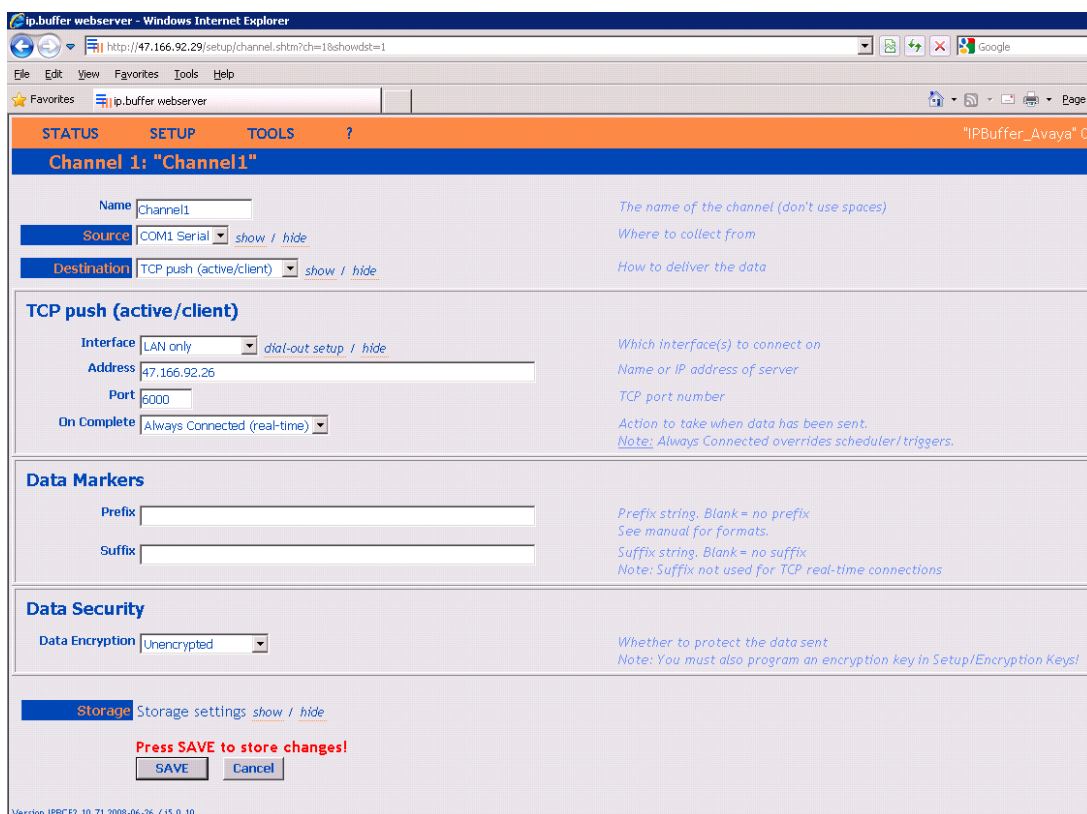 ip.buffer webserver - Windows Internet Explorer
http://47.166.92.29/setup/channel.shtm?ch=1&showdst=1
Google
File Edit View Favorites Tools Help
Favorites ip.buffer webserver Page
STATUS SETUP TOOLS ? "IPBuffer_Avaya"
Channel 1: "Channel1"
Name Channel1 The name of the channel (don't use spaces)
Source COM1 Serial show / hide Where to collect from
Destination TCP push (active/client) show / hide How to deliver the data
TCP push (active/client)
Interface LAN only dial-out setup / hide Which interface(s) to connect on
Address 47.166.92.26 Name or IP address of server
Port 6000 TCP port number
On Complete Always Connected (real-time) Action to take when data has been sent.
Note: Always Connected overrides scheduler/triggers.
Data Markers
Prefix Prefix string. Blank = no prefix
See manual for formats.
Suffix Suffix string. Blank = no suffix
Note: Suffix not used for TCP real-time connections
Data Security
Data Encryption Unencrypted Whether to protect the data sent
Note: You must also program an encryption key in Setup/Encryption Keys!
Storage Storage settings show / hide
Press SAVE to store changes!
SAVE Cancel
Version